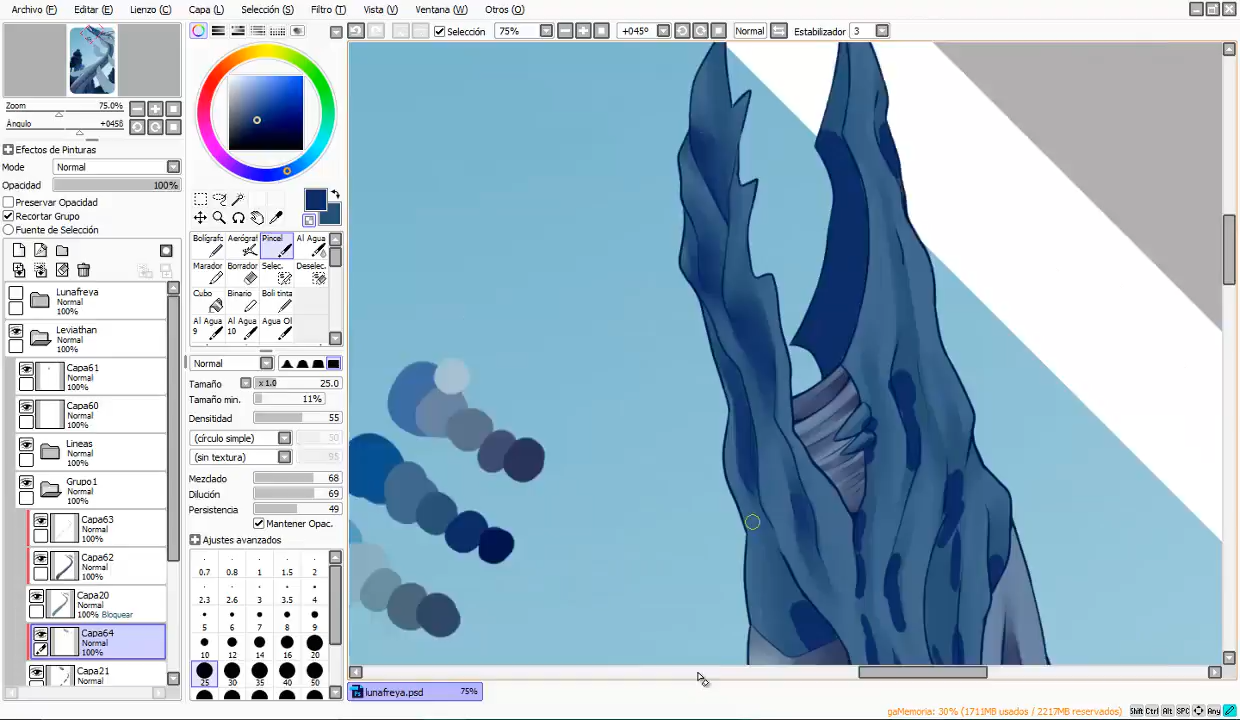 Archivo (F) Editar (E) Lienzo (C) Capa (L) Selección (S) Filtro (T) Vista (V) Ventana (W) Otros (O)
Selección 75% +045º Normal Estabilizador 3
Zoom 75.0%
Ángulo +045º
Efectos de Pinturas
Mode Normal
Opacidad 100%
Preservar Opacidad
Recortar Grupo
Fuente de Selección
Lunafreya
Normal
100%
Leviathan
Normal
100%
Capa61
Normal
100%
Capa60
Normal
100%
Lineas
Normal
100%
Grupo1
Normal
100%
Capa63
Normal
100%
Capa62
Normal
100%
Capa20
Normal
100% Bloquear
Capa64
Normal
100%
Capa21
Normal
Bolígrafo Aerógraf Pincel Al Agua
Marador Borrador Selec. Deselec.
Cubo Binario Boli tinta
Al Agua 9 Al Agua 10 Agua Ol
Normal
Tamaño x 1.0 25.0
Tamaño min. 11%
Densitidad 55
(círculo simple) 50
(sin textura) 95
Mezclado 68
Dilución 69
Persistencia 49
Mantener Opac.
Ajustes avanzados
0.7 0.8 1 1.5 2
2.3 2.6 3 3.5 4
5 6 7 8 9
10 12 14 16 20
25 30 35 40 50
lunafreya.psd 75%
gaMemoria: 30% (1711MB usados / 2217MB reservados) Shift Ctrl Alt SPC Any